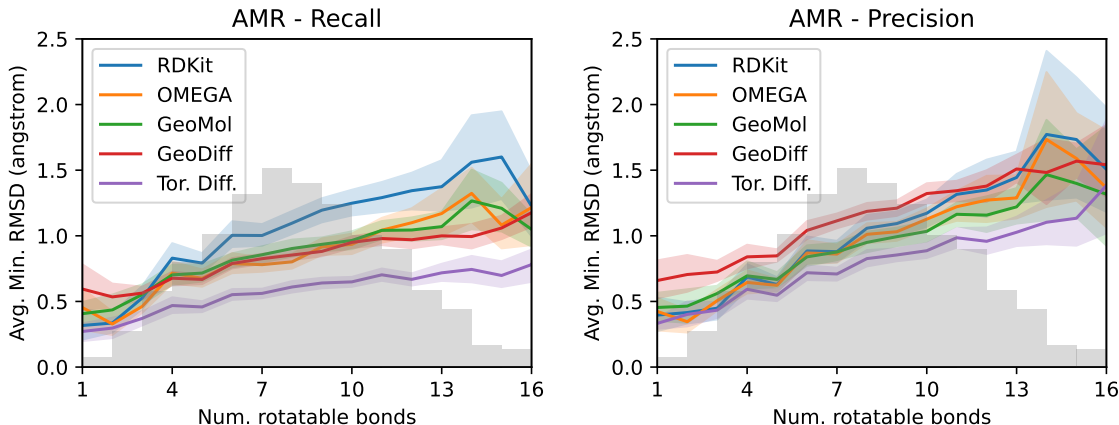 AMR - Recall
2.5
2.0
1.5
1.0
0.5
0.0
Avg. Min. RMSD (angstrom)
RDKit
OMEGA
GeoMol
GeoDiff
Tor. Diff.
1 4 7 10 13 16
Num. rotatable bonds
AMR - Precision
2.5
2.0
1.5
1.0
0.5
0.0
Avg. Min. RMSD (angstrom)
RDKit
OMEGA
GeoMol
GeoDiff
Tor. Diff.
1 4 7 10 13 16
Num. rotatable bonds